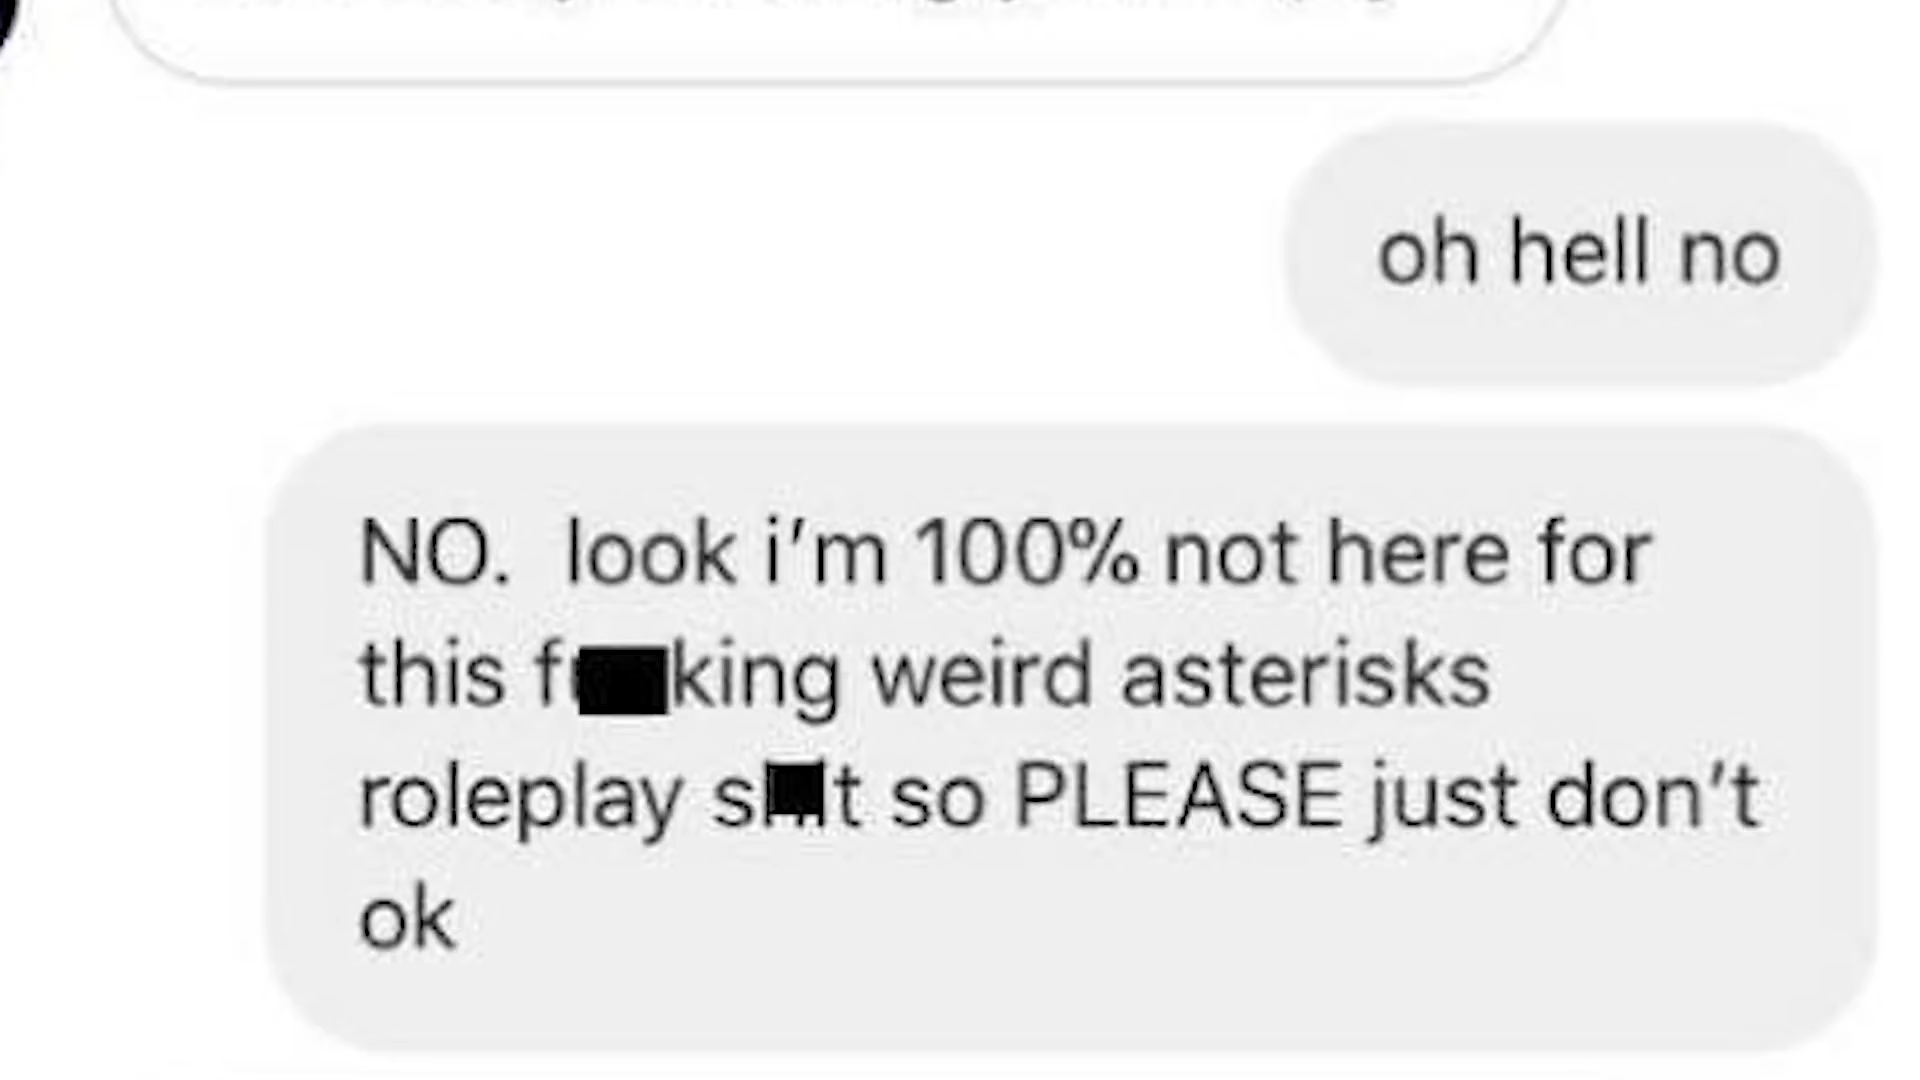 oh hell no
NO.  look i’m 100% not here for
this f■king weird asterisks
roleplay s■t so PLEASE just don’t
ok